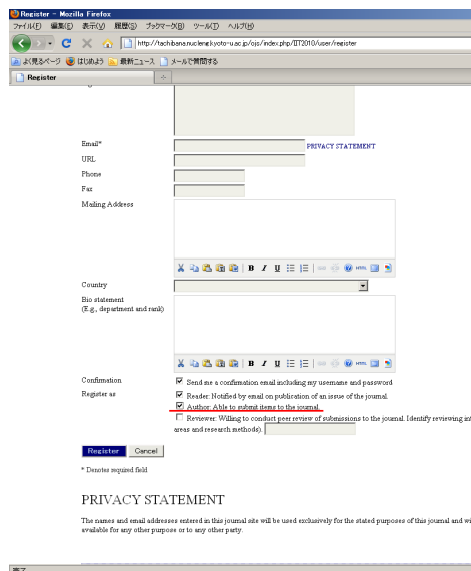 Register - Mozilla Firefox
ファイル(F) 編集(E) 表示(V) 履歴(S) ブックマーク(B) ツール(T) ヘルプ(H)
http://tachibana.nucleng.kyoto-u.ac.jp/ojs/index.php/IIT2010/user/register
よく見るページ はじめよう 最新ニュース メールで質問する
Register
Email* PRIVACY STATEMENT
URL
Phone
Fax
Mailing Address
B I U HTML
Country
Bio statement
(E.g., department and rank)
B I U HTML
Confirmation Send me a confirmation email including my username and password
Register as Reader: Notified by email on publication of an issue of the journal.
Author: Able to submit items to the journal.
Reviewer: Willing to conduct peer review of submissions to the journal. Identify reviewing int
areas and research methods).
Register Cancel
* Denotes required field
PRIVACY STATEMENT
The names and email addresses entered in this journal site will be used exclusively for the stated purposes of this journal and wi
available for any other purpose or to any other party.
完了